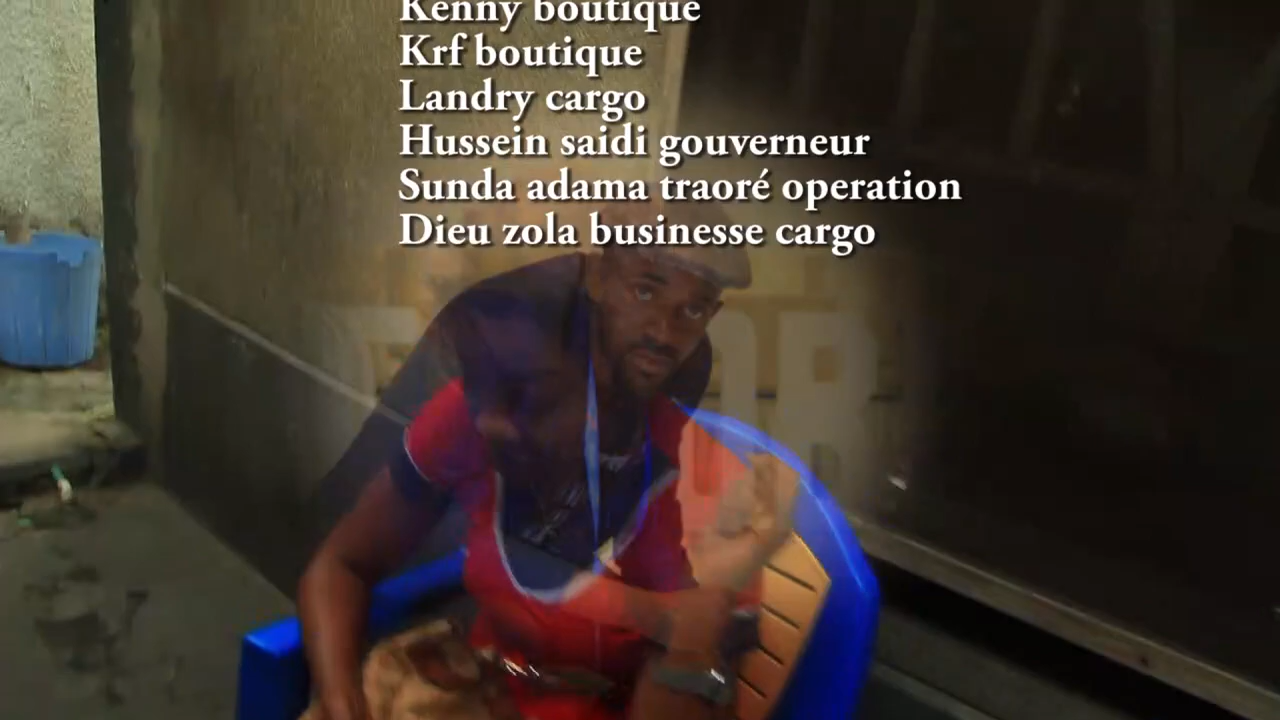 Kenny boutique
Krf boutique
Landry cargo
Hussein saidi gouverneur
Sunda adama traoré operation
Dieu zola businesse cargo